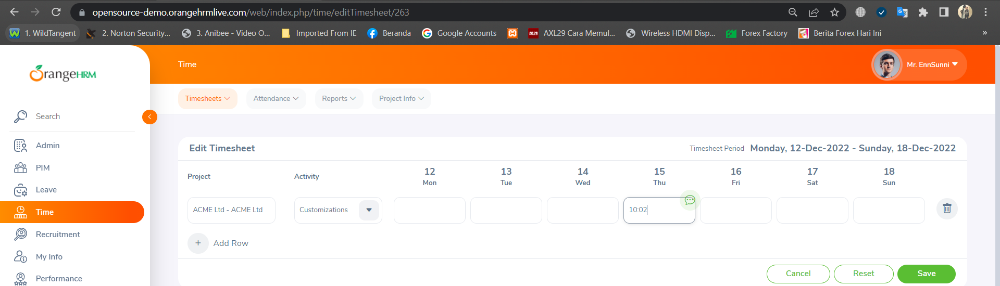 opensource-demo.orangehrmlive.com/web/index.php/time/editTimesheet/263
1. WildTangent
2. Norton Security...
3. Anibee - Video O...
Imported From IE
Beranda
Google Accounts
AXL29 Cara Memul...
Wireless HDMI Disp...
Forex Factory
Berita Forex Hari Ini
»
OrangeHRM
Time
Mr. EnnSunni
Timesheets
Attendance
Reports
Project Info
Search
Admin
PIM
Leave
Time
Recruitment
My Info
Performance
Edit Timesheet
Timesheet Period Monday, 12-Dec-2022 - Sunday, 18-Dec-2022
Project
Activity
12
Mon
13
Tue
14
Wed
15
Thu
16
Fri
17
Sat
18
Sun
ACME Ltd - ACME Ltd
Customizations
10:02
+ Add Row
Cancel
Reset
Save